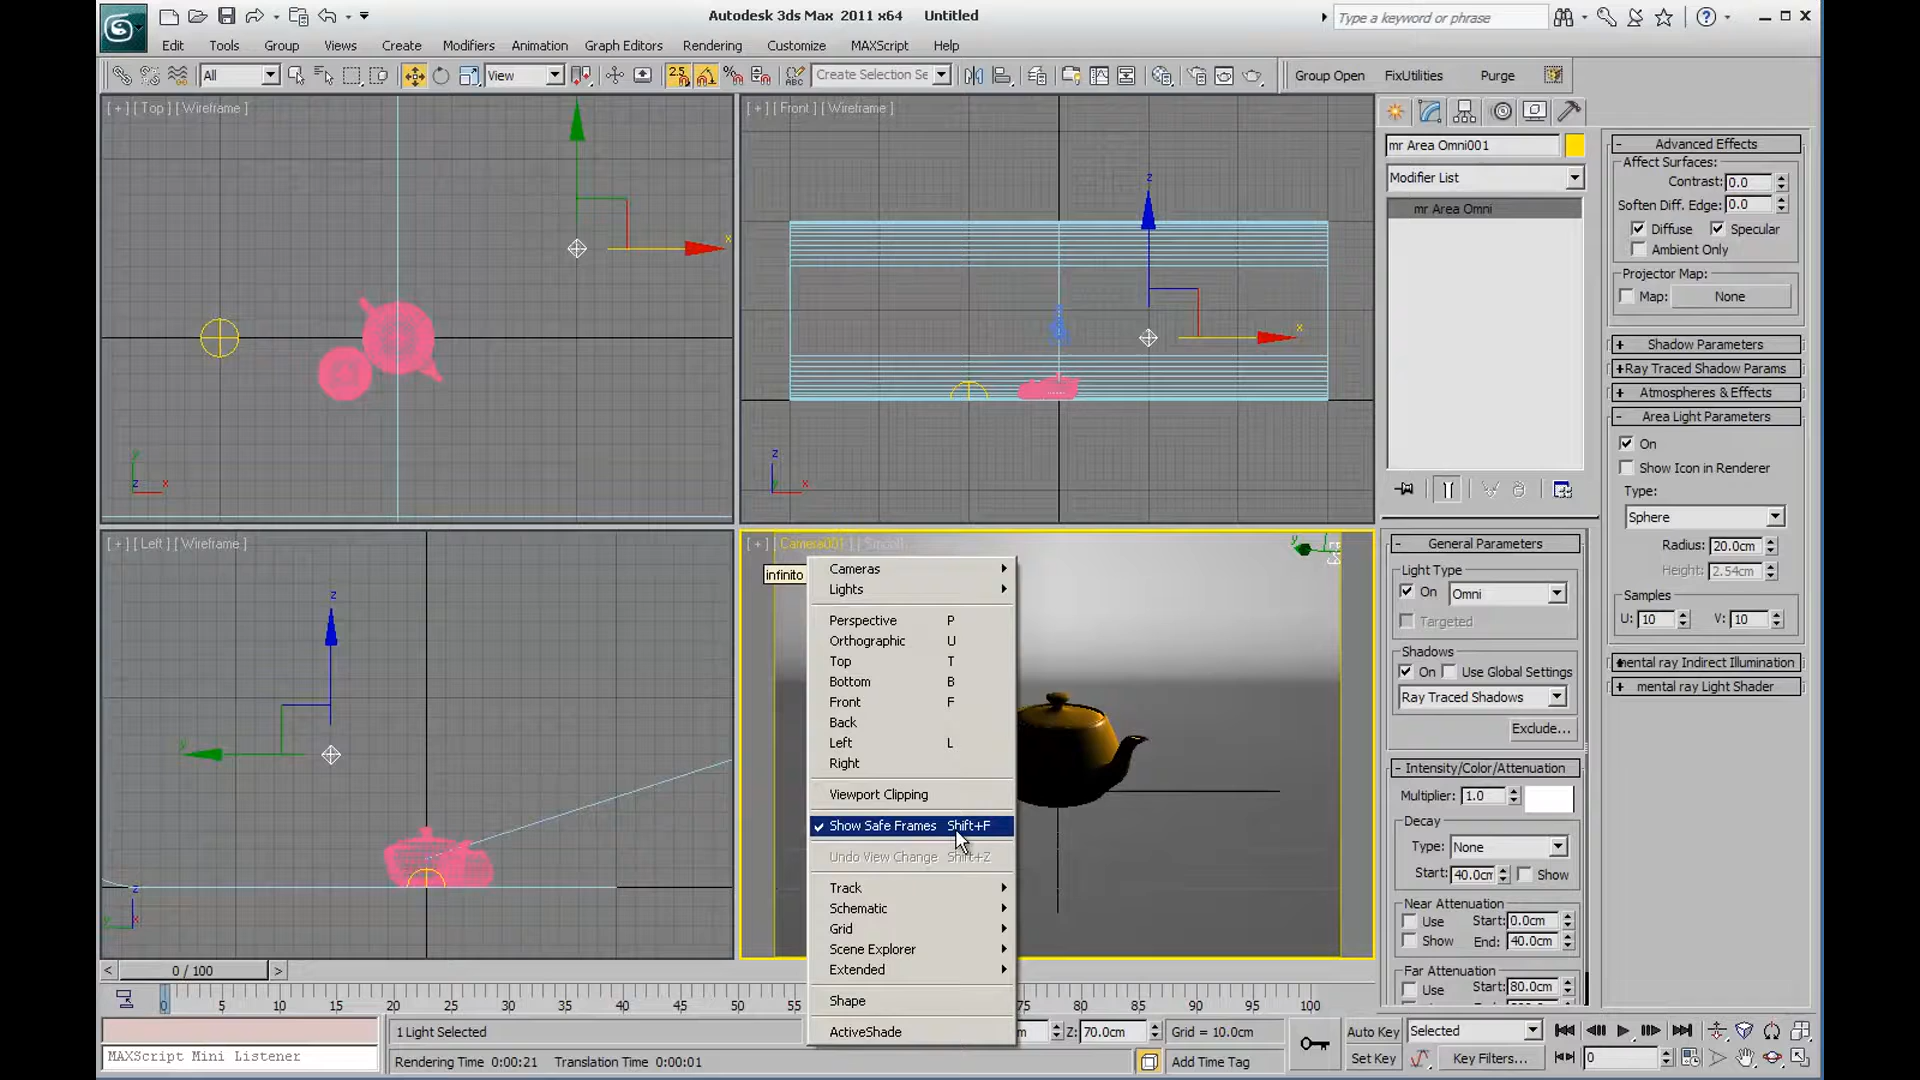 Autodesk 3ds Max 2011 x64 Untitled
Type a keyword or phrase
Edit Tools Group Views Create Modifiers Animation Graph Editors Rendering Customize MAXScript Help
All View 2.5 Create Selection Se Group Open FixUtilities Purge
[ + ] [ Top ] [ Wireframe ]
x
y
z x
[ + ] [ Front ] [ Wireframe ]
z
x
z
x
[ + ] [ Left ] [ Wireframe ]
z
y
z
y
[ + ] [ Camera001 ]
infinito
Cameras
Lights
Perspective P
Orthographic U
Top T
Bottom B
Front F
Back
Left L
Right
Viewport Clipping
Show Safe Frames Shift+F
Undo View Change Shift+Z
Track
Schematic
Grid
Scene Explorer
Extended
Shape
ActiveShade
mr Area Omni001
Modifier List
mr Area Omni
General Parameters
Light Type
On Omni
Targeted
Shadows
On Use Global Settings
Ray Traced Shadows
Exclude...
Intensity/Color/Attenuation
Multiplier: 1.0
Decay
Type: None
Start: 40.0cm Show
Near Attenuation
Use Start: 0.0cm
Show End: 40.0cm
Far Attenuation
Use Start: 80.0cm
Advanced Effects
Affect Surfaces:
Contrast: 0.0
Soften Diff. Edge: 0.0
Diffuse Specular
Ambient Only
Projector Map:
Map: None
Shadow Parameters
Ray Traced Shadow Params
Atmospheres & Effects
Area Light Parameters
On
Show Icon in Renderer
Type:
Sphere
Radius: 20.0cm
Height: 2.54cm
Samples
U: 10 V: 10
mental ray Indirect Illumination
mental ray Light Shader
< 0 / 100 >
0 5 10 15 20 25 30 35 40 45 50 55 75 80 85 90 95 100
1 Light Selected
m Z: 70.0cm Grid = 10.0cm Auto Key Selected
MAXScript Mini Listener
Rendering Time 0:00:21 Translation Time 0:00:01
Add Time Tag Set Key Key Filters... 0